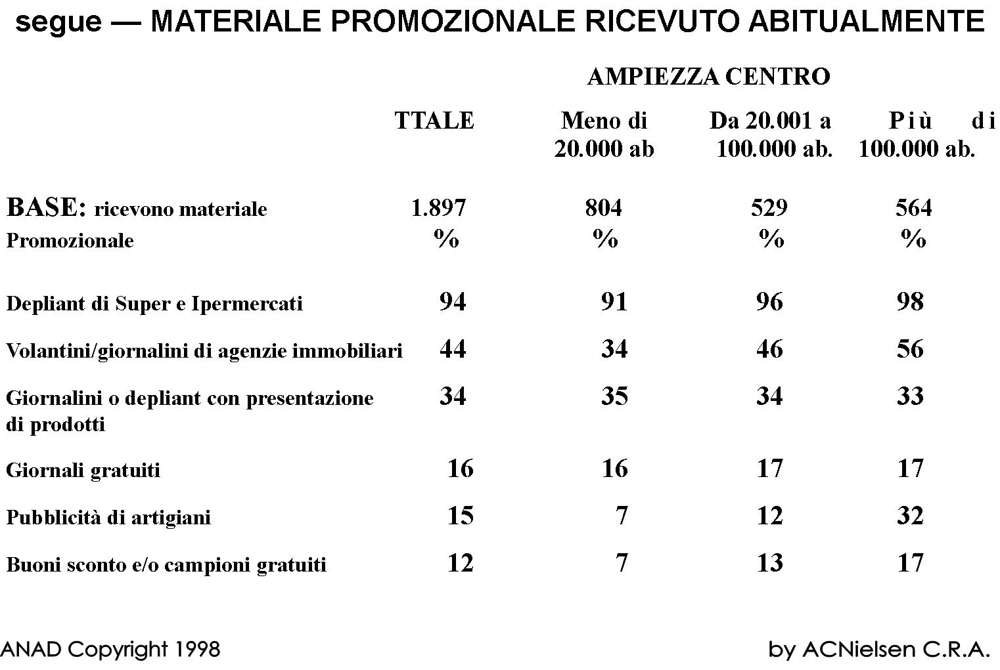 segue — MATERIALE PROMOZIONALE RICEVUTO ABITUALMENTE
AMPIEZZA CENTRO
TTALE Meno di Da 20.001 a Più di
20.000 ab 100.000 ab. 100.000 ab.
BASE: ricevono materiale 1.897 804 529 564
Promozionale % % % %
Depliant di Super e Ipermercati 94 91 96 98
Volantini/giornalini di agenzie immobiliari 44 34 46 56
Giornalini o depliant con presentazione 34 35 34 33
di prodotti
Giornali gratuiti 16 16 17 17
Pubblicità di artigiani 15 7 12 32
Buoni sconto e/o campioni gratuiti 12 7 13 17
ANAD Copyright 1998 by ACNielsen C.R.A.